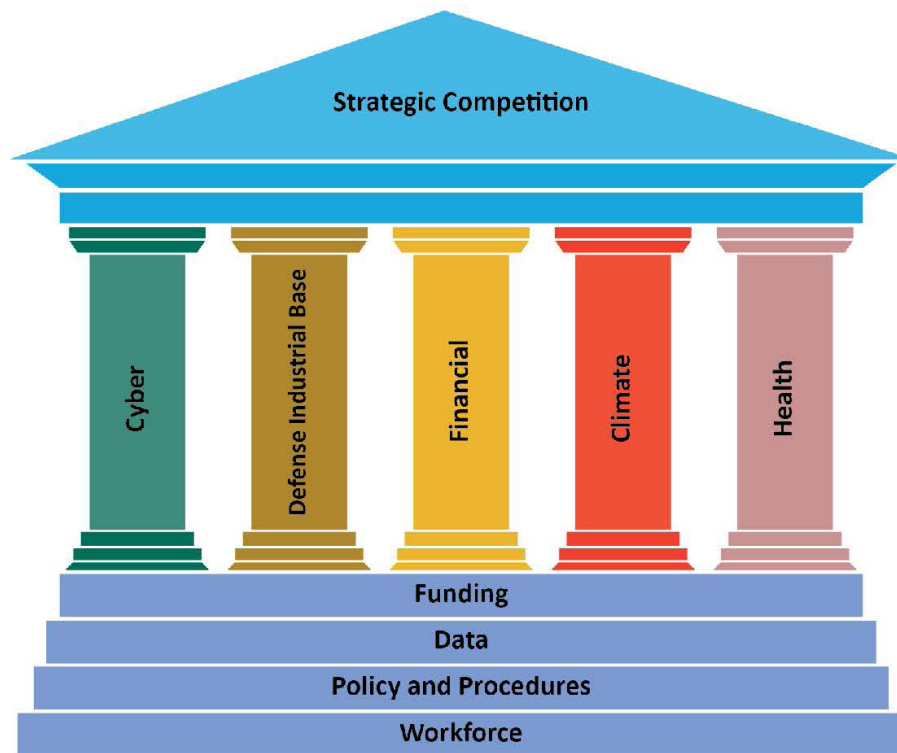 Strategic Competition
Cyber
Defense Industrial Base
Financial
Climate
Health
Funding
Data
Policy and Procedures
Workforce